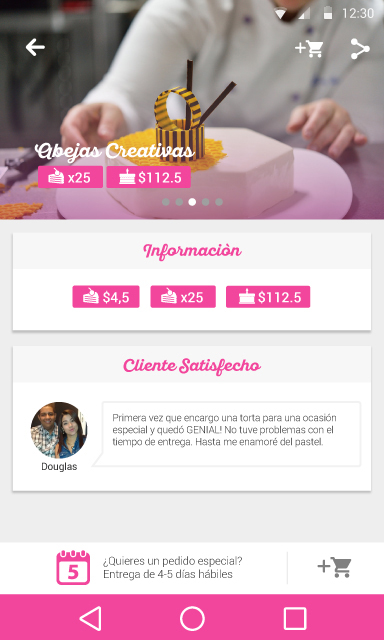 12:30
Abejas Creativas
x25 $112.5
Informaciòn
$4,5 x25 $112.5
Cliente Satisfecho
Primera vez que encargo una torta para una ocasión
especial y quedó GENIAL! No tuve problemas con el
tiempo de entrega. Hasta me enamoré del pastel.
Douglas
5
¿Quieres un pedido especial?
Entrega de 4-5 días hábiles